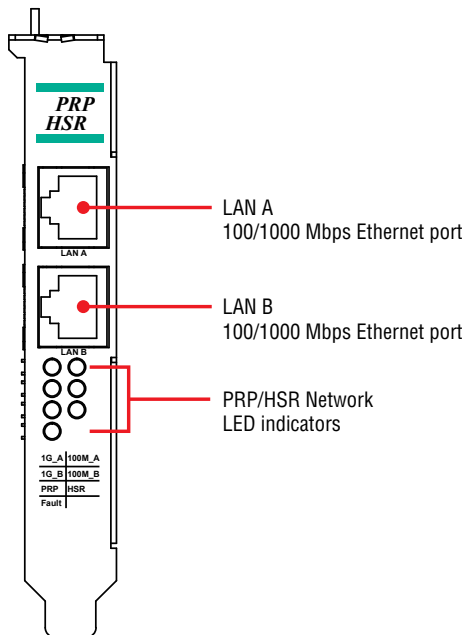 PRP
HSR
LAN A
LAN A
100/1000 Mbps Ethernet port
LAN B
LAN B
100/1000 Mbps Ethernet port
PRP/HSR Network
LED indicators
1G_A 100M_A
1G_B 100M_B
PRP HSR
Fault